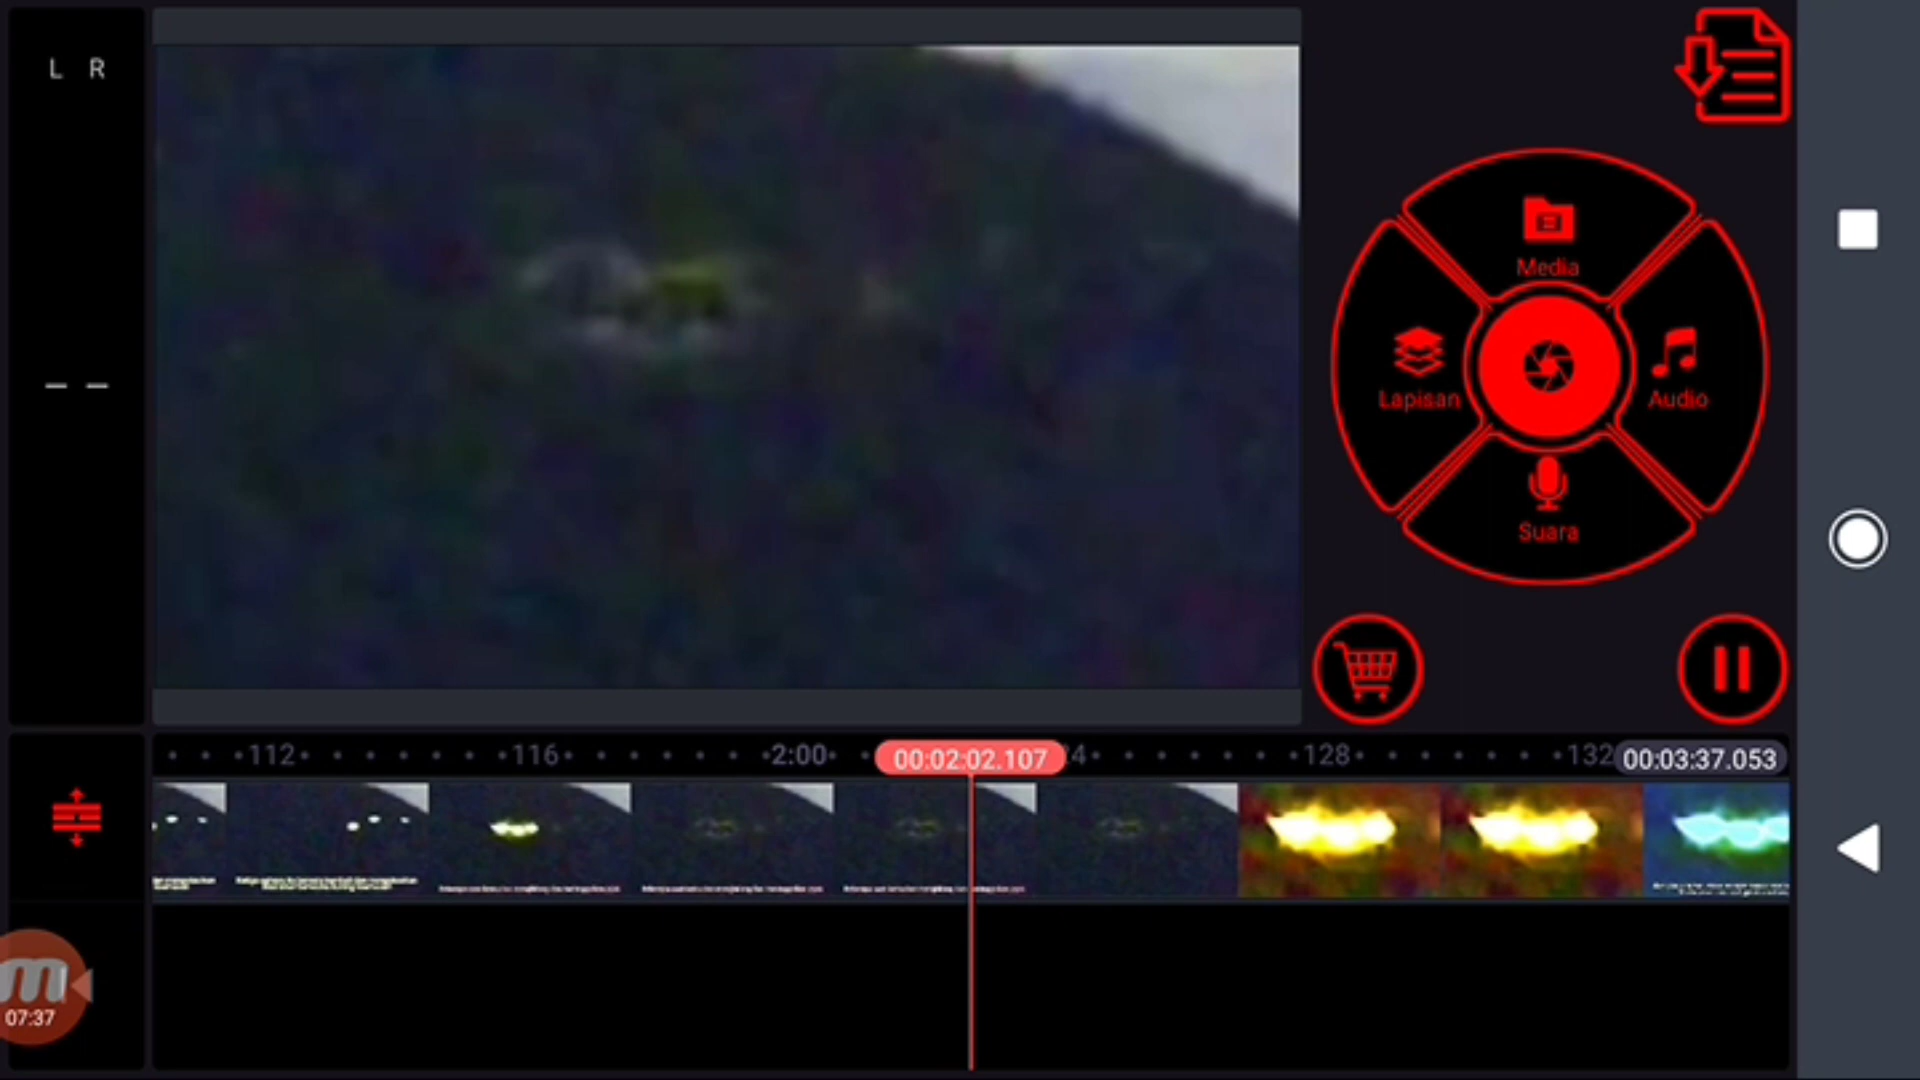 L R
Media
Lapisan
Audio
Suara
112 116 2:00 00:02:02.107 128 132 00:03:37.053
07:37